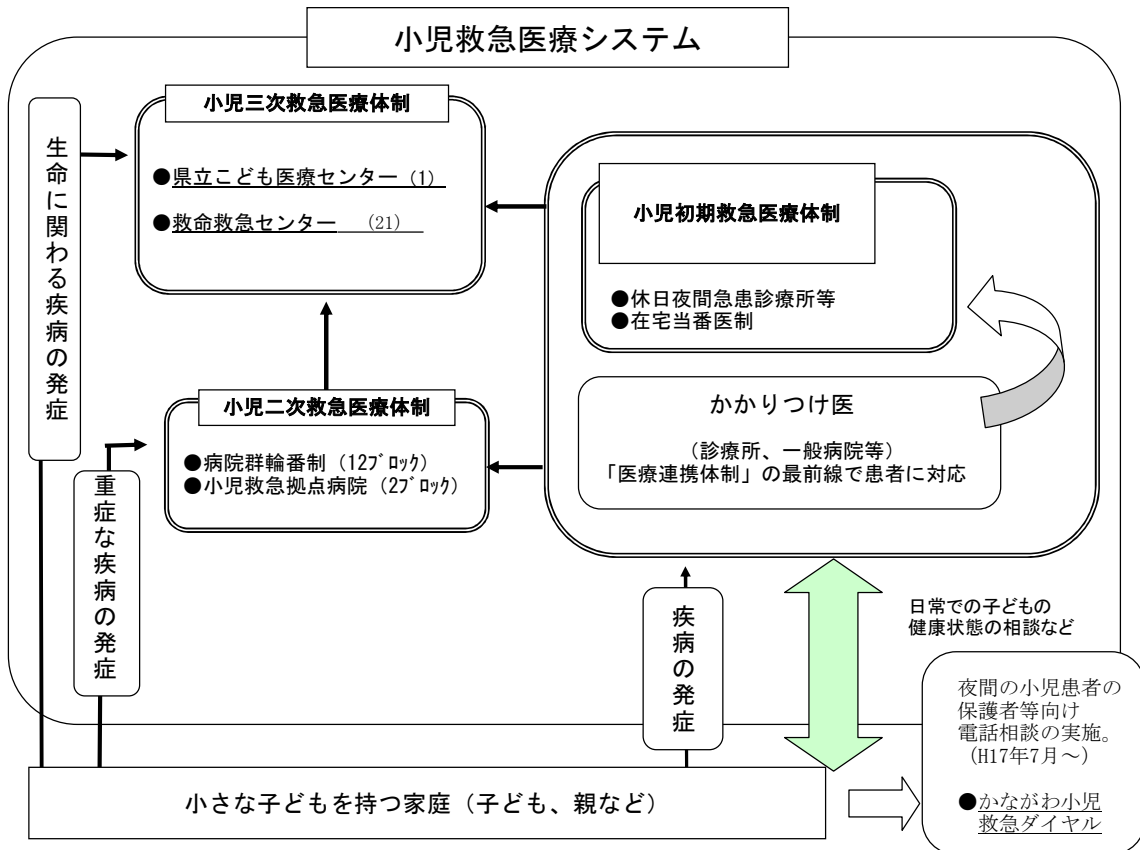 小児救急医療システム
小児三次救急医療体制
●県立こども医療センター (1)
●救命救急センター (21)
生命に関わる疾病の発症
小児初期救急医療体制
●休日夜間急患診療所等
●在宅当番医制
かかりつけ医
（診療所、一般病院等）
「医療連携体制」の最前線で患者に対応
小児二次救急医療体制
●病院群輪番制（12ﾌﾞﾛｯｸ）
●小児救急拠点病院（2ﾌﾞﾛｯｸ）
重症な疾病の発症
疾病の発症
日常での子どもの
健康状態の相談など
夜間の小児患者の
保護者等向け
電話相談の実施。
（H17年7月～）
●かながわ小児
救急ダイヤル
小さな子どもを持つ家庭（子ども、親など）